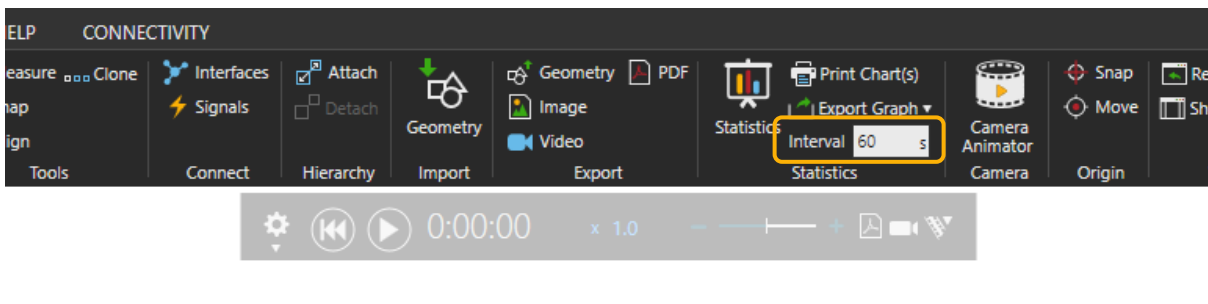 HELP CONNECTIVITY
easure Clone Interfaces Attach Geometry PDF Print Chart(s) Snap Re
nap Signals Detach Image Export Graph Move Sh
ign Geometry Video Statistics Interval 60 s Camera Animator
Tools Connect Hierarchy Import Export Statistics Camera Origin
0:00:00 x 1.0